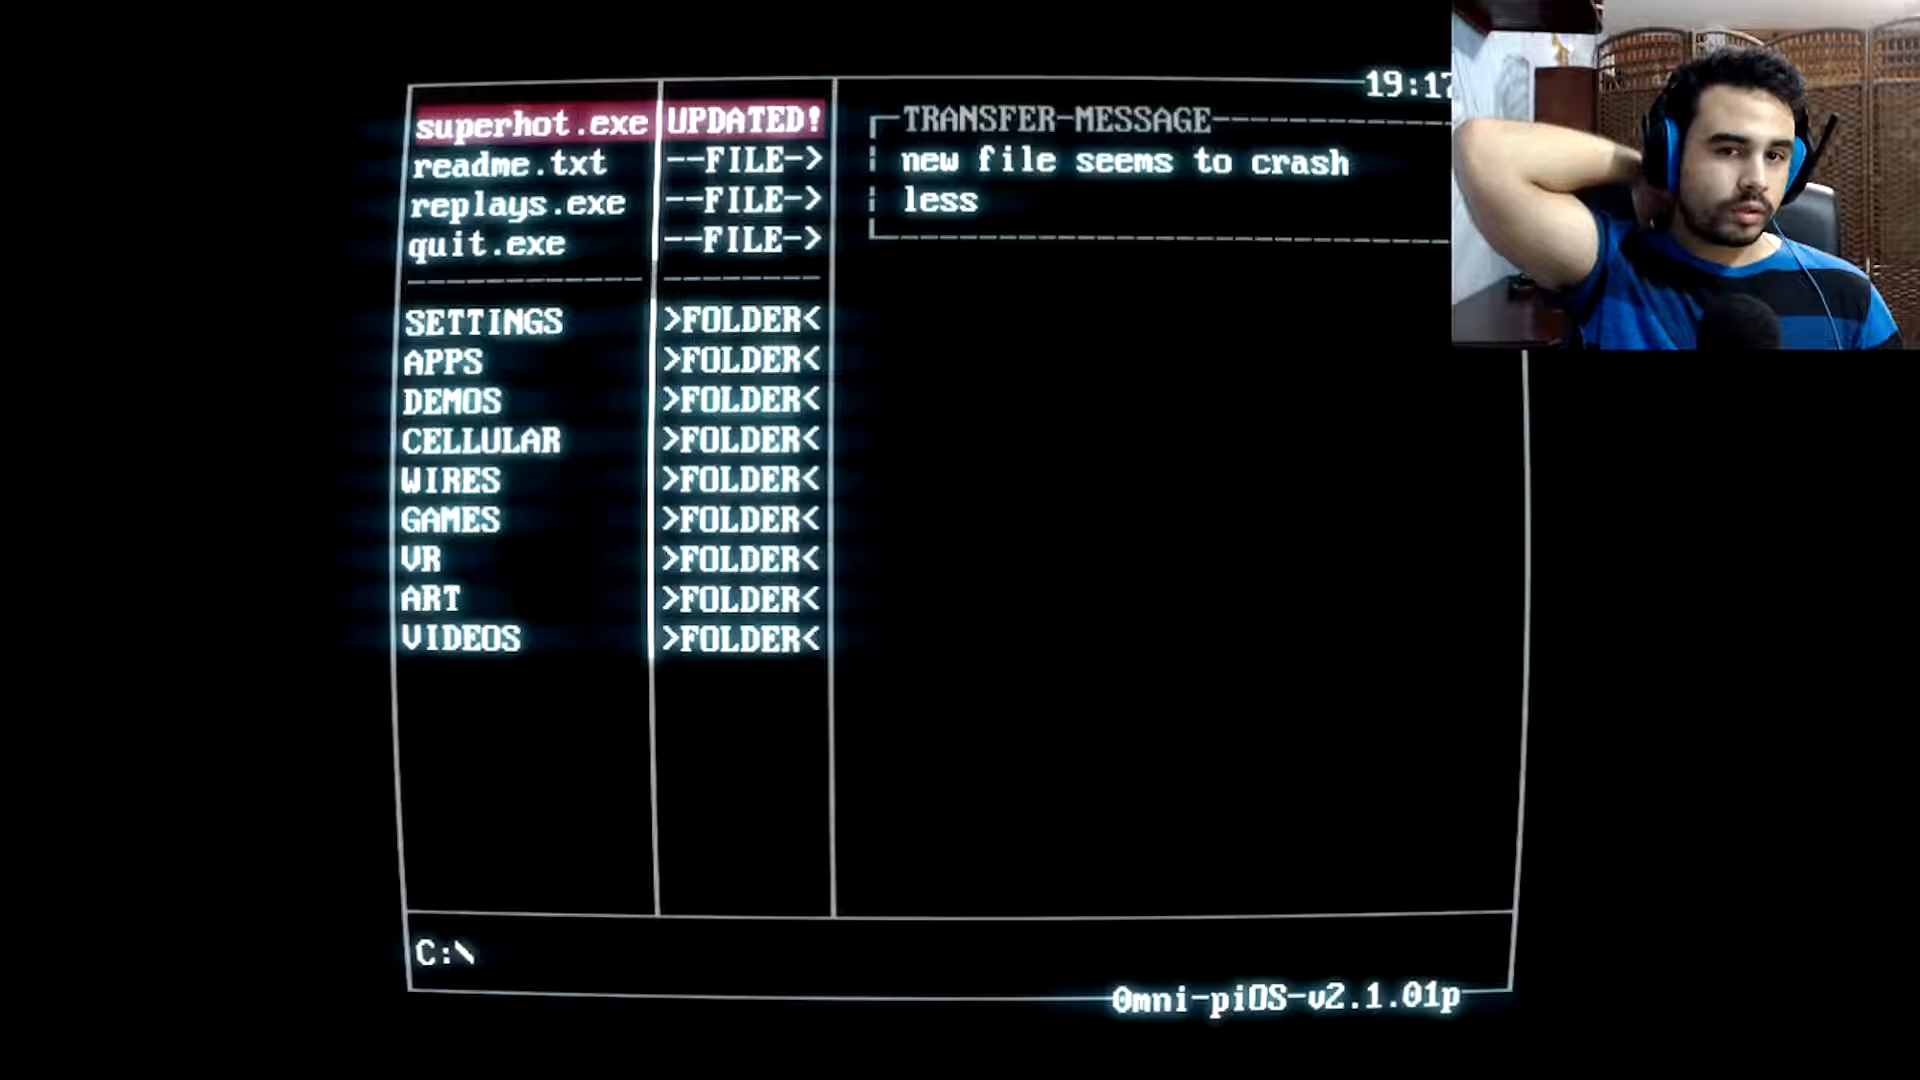 19:17
superhot.exe UPDATED!
readme.txt --FILE->
replays.exe --FILE->
quit.exe --FILE->
SETTINGS >FOLDER<
APPS >FOLDER<
DEMOS >FOLDER<
CELLULAR >FOLDER<
WIRES >FOLDER<
GAMES >FOLDER<
VR >FOLDER<
ART >FOLDER<
VIDEOS >FOLDER<
TRANSFER-MESSAGE
new file seems to crash
less
C:\
Omni-piOS-v2.1.01p